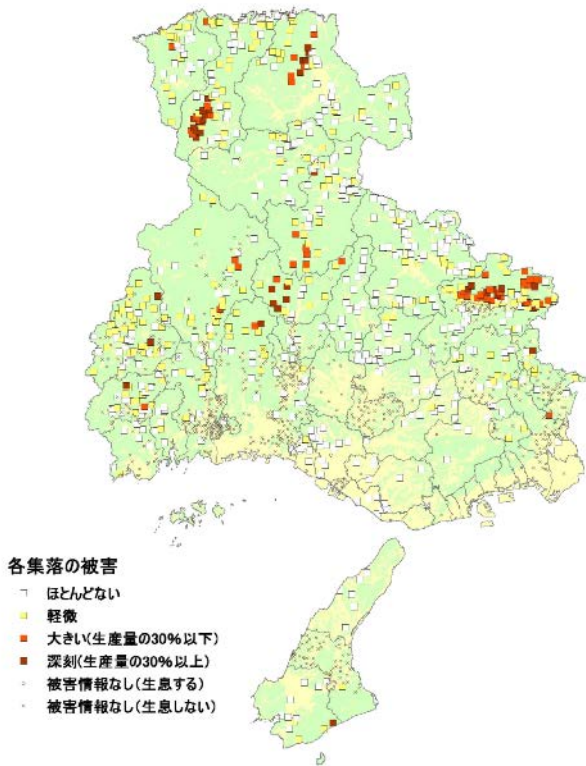 各集落の被害
ほとんどない
軽微
大きい(生産量の30%以下)
深刻(生産量の30%以上)
被害情報なし(生息する)
被害情報なし(生息しない)